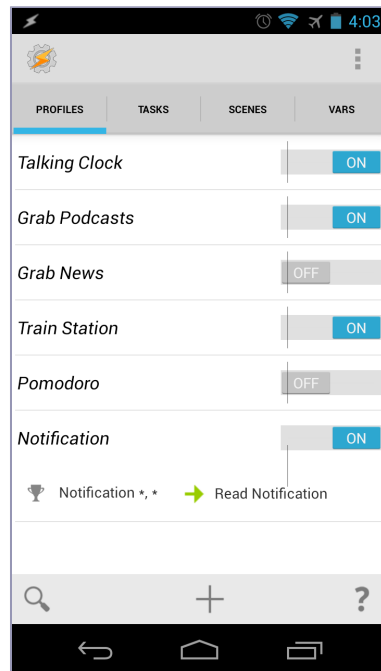 4:03
PROFILES TASKS SCENES VARS
Talking Clock ON
Grab Podcasts ON
Grab News OFF
Train Station ON
Pomodoro OFF
Notification ON
Notification *, * Read Notification
?